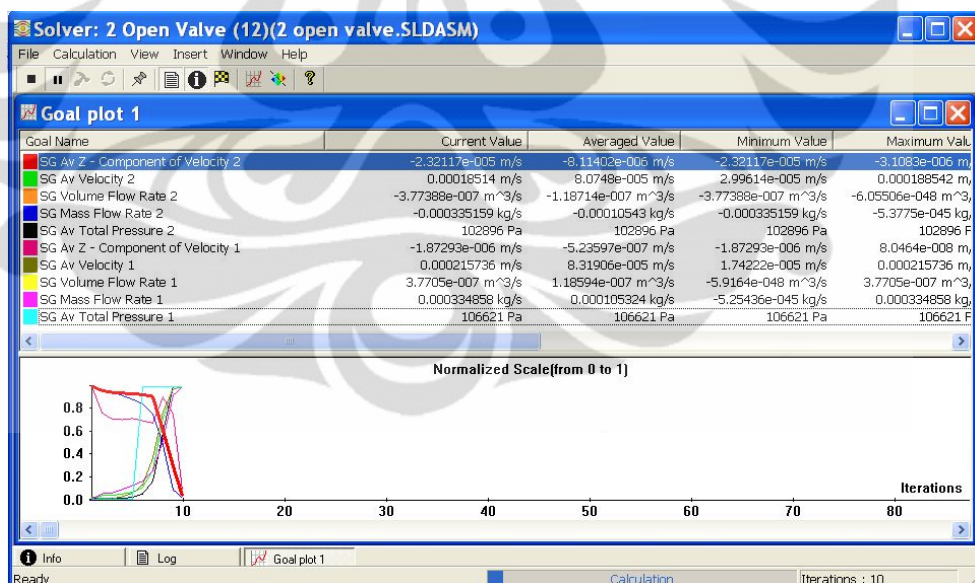 Solver: 2 Open Valve (12)(2 open valve.SLDASM)
File Calculation View Insert Window Help
Goal plot 1
Goal Name Current Value Averaged Value Minimum Value Maximum Valu
SG Av Z - Component of Velocity 2 -2.32117e-005 m/s -8.11402e-006 m/s -2.32117e-005 m/s -3.1083e-006 m,
SG Av Velocity 2 0.00018514 m/s 8.0748e-005 m/s 2.99614e-005 m/s 0.000188542 m,
SG Volume Flow Rate 2 -3.77388e-007 m^3/s -1.18714e-007 m^3/s -3.77388e-007 m^3/s -6.05506e-048 m^3,
SG Mass Flow Rate 2 -0.000335159 kg/s -0.00010543 kg/s -0.000335159 kg/s -5.3775e-045 kg,
SG Av Total Pressure 2 102896 Pa 102896 Pa 102896 Pa 102896 F
SG Av Z - Component of Velocity 1 -1.87293e-006 m/s -5.23597e-007 m/s -1.87293e-006 m/s 8.0464e-008 m,
SG Av Velocity 1 0.000215736 m/s 8.31906e-005 m/s 1.74222e-005 m/s 0.000215736 m,
SG Volume Flow Rate 1 3.7705e-007 m^3/s 1.18594e-007 m^3/s -5.9164e-048 m^3/s 3.7705e-007 m^3,
SG Mass Flow Rate 1 0.000334858 kg/s 0.000105324 kg/s -5.25436e-045 kg/s 0.000334858 kg,
SG Av Total Pressure 1 106621 Pa 106621 Pa 106621 Pa 106621 F
Normalized Scale(from 0 to 1)
0.8
0.6
0.4
0.2
0.0
Iterations
10 20 30 40 50 60 70 80
Info Log Goal plot 1
Ready Calculation Iterations : 10